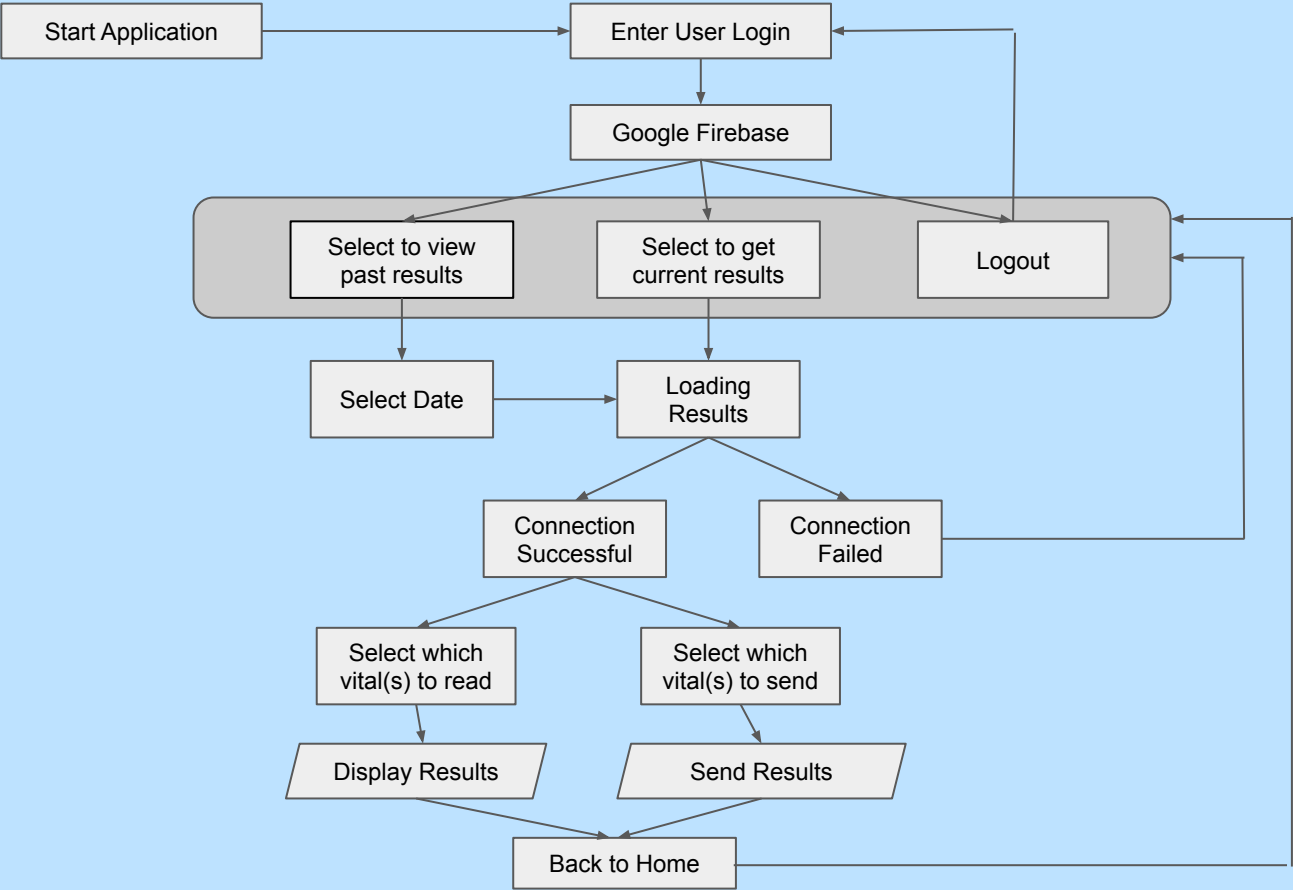 Start Application
Enter User Login
Google Firebase
Select to view
past results
Select to get
current results
Logout
Select Date
Loading
Results
Connection
Successful
Connection
Failed
Select which
vital(s) to read
Select which
vital(s) to send
Display Results
Send Results
Back to Home